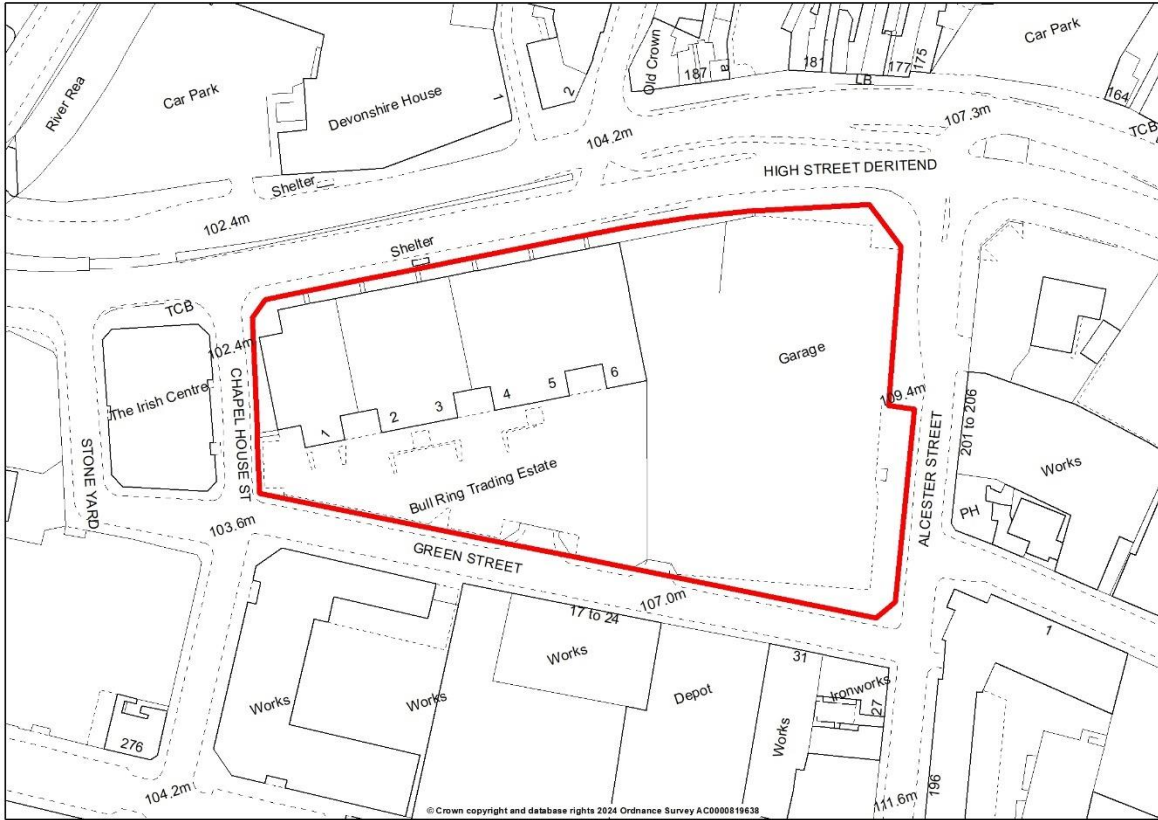 River Rea
Car Park
Devonshire House
1
2
Old Crown
187
181
LB
177
175
Car Park
164
TCB
107.3m
104.2m
HIGH STREET DERITEND
Shelter
102.4m
Shelter
TCB
102.4m
The Irish Centre
CHAPEL HOUSE ST
STONE YARD
1
2
3
4
5
6
Garage
109.4m
ALCESTER STREET
201 to 206
Works
PH
Bull Ring Trading Estate
103.6m
GREEN STREET
107.0m
17 to 24
Works
Depot
31
Ironworks
27
Works
1
196
111.6m
Works
Works
276
104.2m
© Crown copyright and database rights 2024 Ordnance Survey AC0000819638